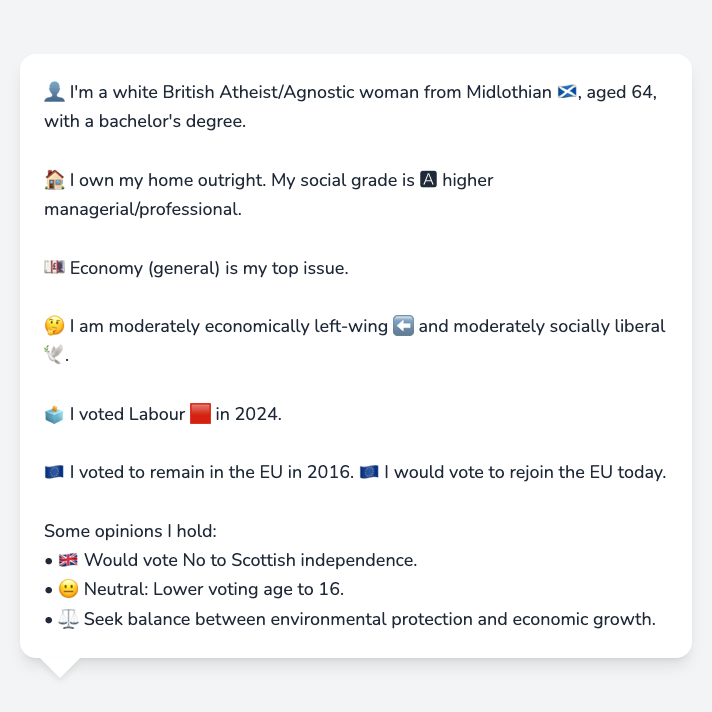 👤 I'm a white British Atheist/Agnostic woman from Midlothian 🏴󠁧󠁢󠁳󠁣󠁴󠁿, aged 64,
with a bachelor's degree.
🏠 I own my home outright. My social grade is 🅰 higher
managerial/professional.
💷 Economy (general) is my top issue.
🤔 I am moderately economically left-wing ⬅️ and moderately socially liberal
🕊️.
🗳️ I voted Labour 🟥 in 2024.
🇪🇺 I voted to remain in the EU in 2016. 🇪🇺 I would vote to rejoin the EU today.
Some opinions I hold:
• 🇬🇧 Would vote No to Scottish independence.
• 😐 Neutral: Lower voting age to 16.
• ⚖️ Seek balance between environmental protection and economic growth.